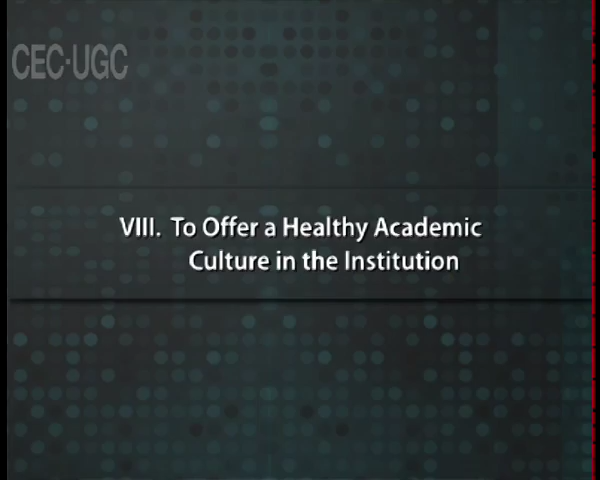 CEC-UGC
VIII. To Offer a Healthy Academic
Culture in the Institution